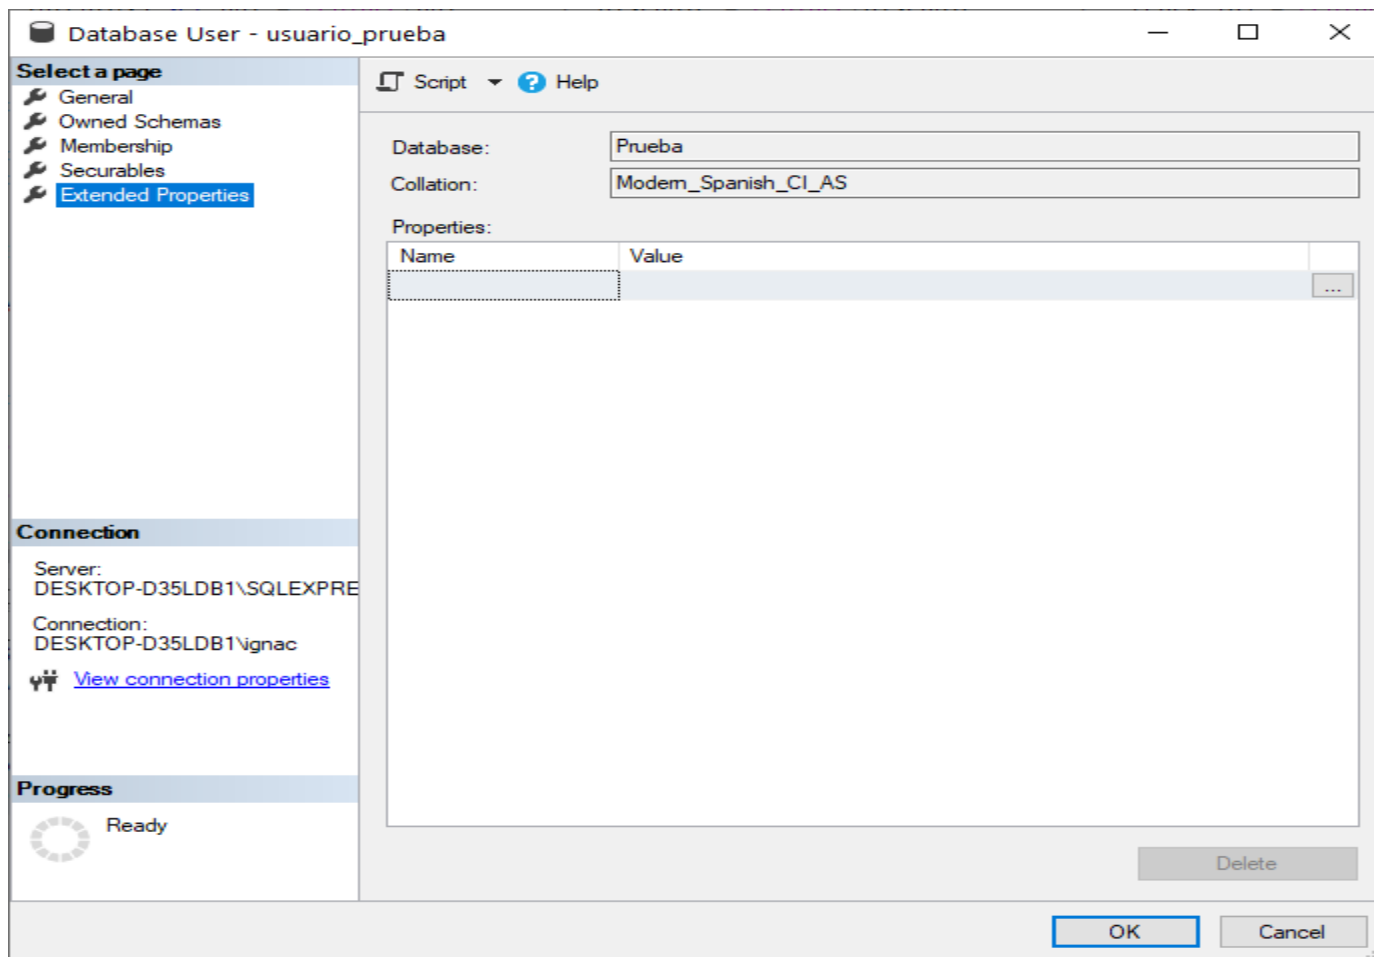 Database User - usuario_prueba
Select a page
General
Owned Schemas
Membership
Securables
Extended Properties
Script
Help
Database:
Prueba
Collation:
Modern_Spanish_CI_AS
Properties:
Name
Value
...
Connection
Server:
DESKTOP-D35LDB1\SQLEXPRE
Connection:
DESKTOP-D35LDB1\ignac
View connection properties
Progress
Ready
Delete
OK
Cancel